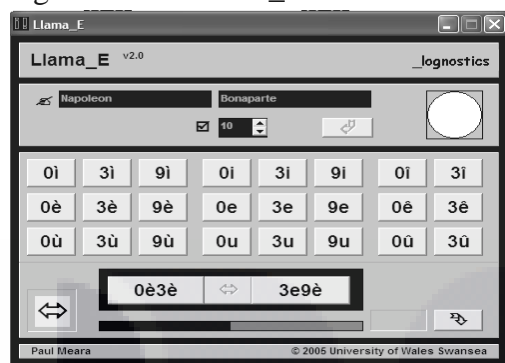 Llama_E
Llama_E v2.0 _lognostics
Napoleon Bonaparte
10
0ì 3ì 9ì 0i 3i 9i 0î 3î
0è 3è 9è 0e 3e 9e 0ê 3ê
0ù 3ù 9ù 0u 3u 9u 0û 3û
0è3è 3e9è
Paul Meara © 2005 University of Wales Swansea